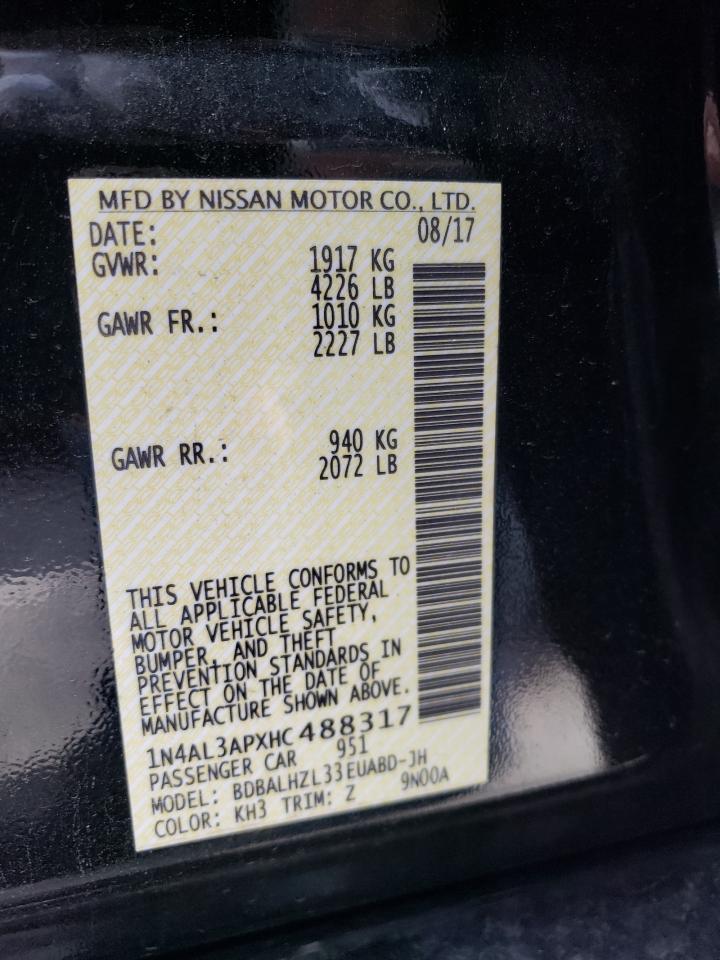 MFD BY NISSAN MOTOR CO., LTD.
DATE: 08/17
GVWR: 1917 KG
4226 LB
GAWR FR.: 1010 KG
2227 LB
GAWR RR.: 940 KG
2072 LB
THIS VEHICLE CONFORMS TO
ALL APPLICABLE FEDERAL
MOTOR VEHICLE SAFETY,
BUMPER, AND THEFT
PREVENTION STANDARDS IN
EFFECT ON THE DATE OF
MANUFACTURE SHOWN ABOVE.
1N4AL3APXHC488317
PASSENGER CAR 951
MODEL: BDBALHZL33EUABD-JH
COLOR: KH3 TRIM: Z 9N00A